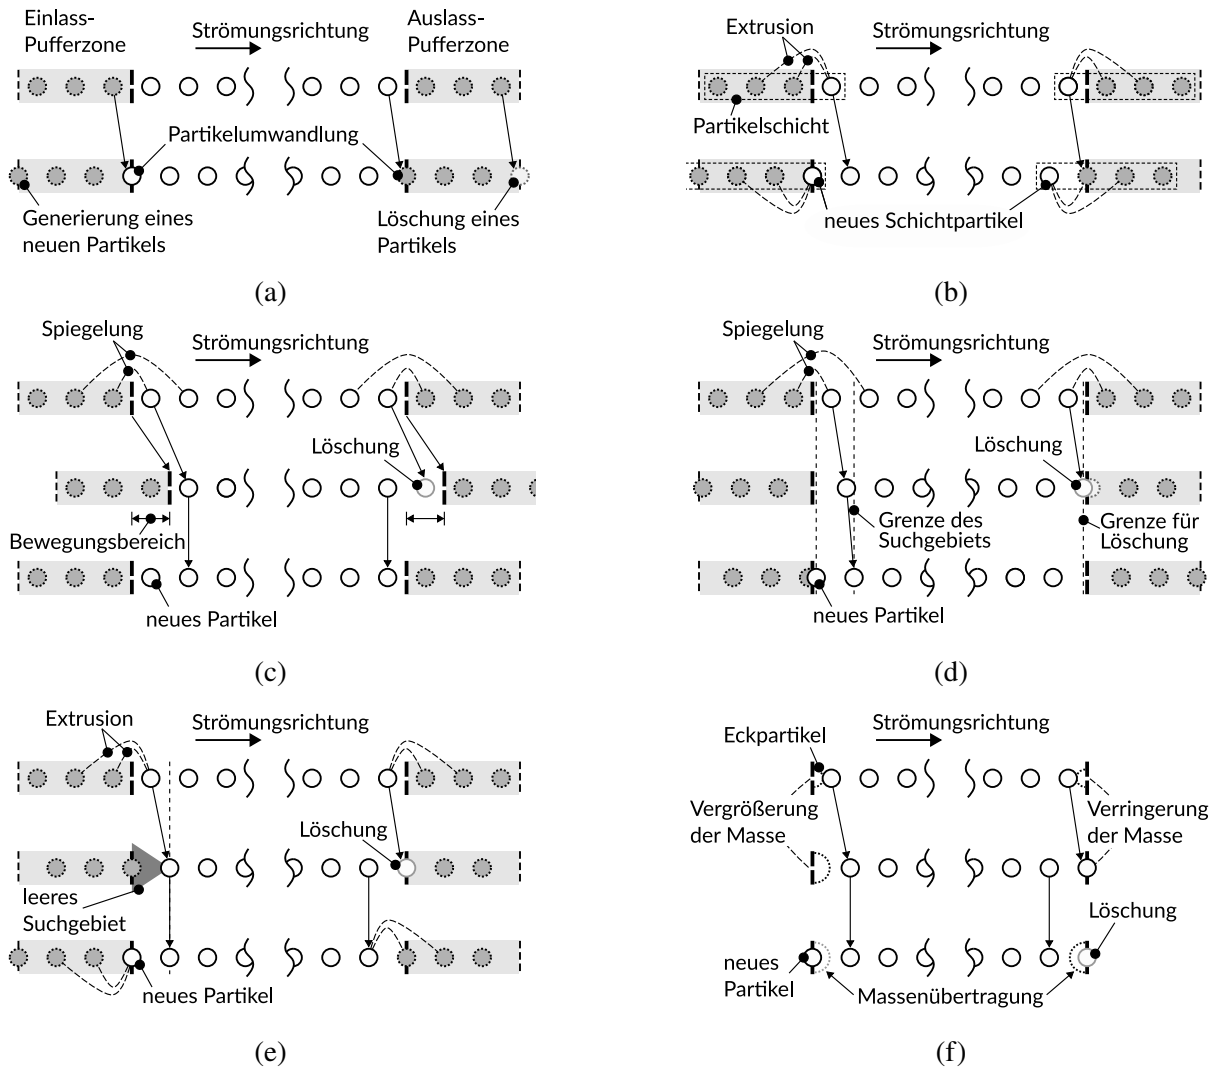 Einlass-
Pufferzone
Strömungsrichtung
Auslass-
Pufferzone
Partikelumwandlung
Generierung eines
neuen Partikels
Löschung eines
Partikels
(a)
Extrusion
Strömungsrichtung
Partikelschicht
neues Schichtpartikel
(b)
Spiegelung
Strömungsrichtung
Löschung
Bewegungsbereich
neues Partikel
(c)
Spiegelung
Strömungsrichtung
Löschung
Grenze des
Suchgebiets
Grenze für
Löschung
neues Partikel
(d)
Extrusion
Strömungsrichtung
Löschung
leeres
Suchgebiet
neues Partikel
(e)
Eckpartikel
Strömungsrichtung
Vergrößerung
der Masse
Verringerung
der Masse
Löschung
neues
Partikel
Massenübertragung
(f)